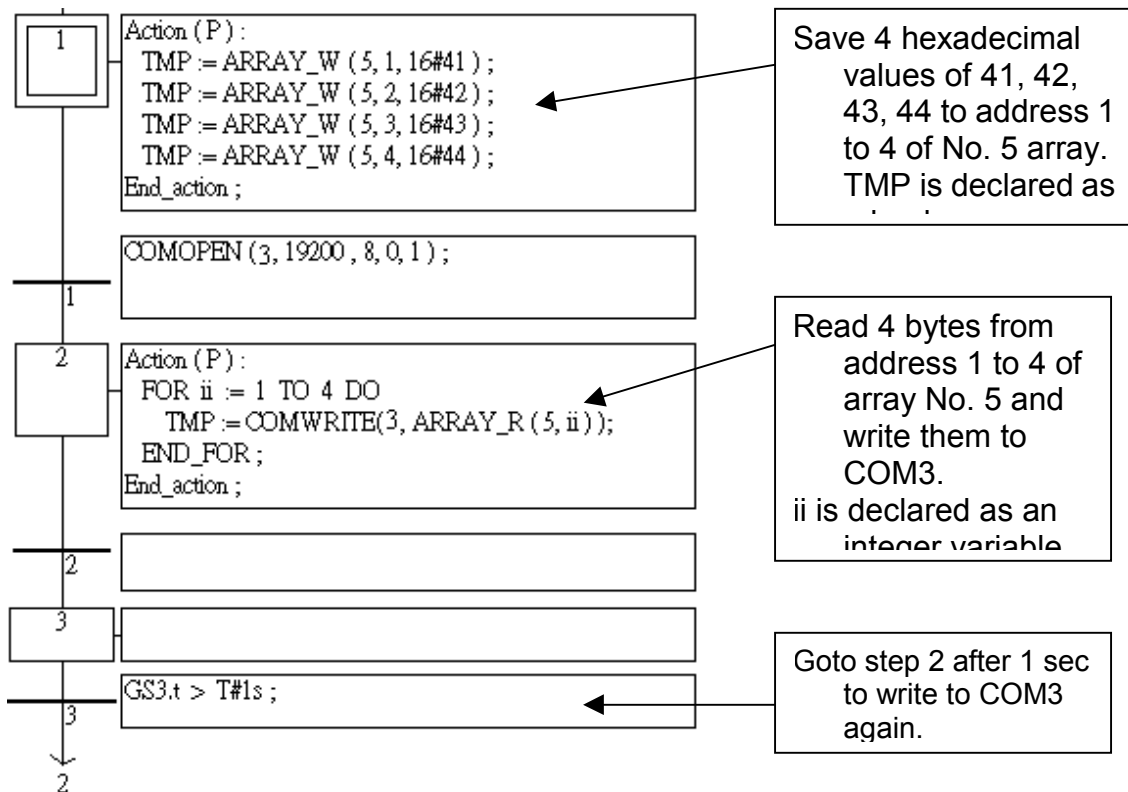 1
Action (P) :
TMP := ARRAY_W (5, 1, 16#41) ;
TMP := ARRAY_W (5, 2, 16#42) ;
TMP := ARRAY_W (5, 3, 16#43) ;
TMP := ARRAY_W (5, 4, 16#44) ;
End_action ;
Save 4 hexadecimal
values of 41, 42,
43, 44 to address 1
to 4 of No. 5 array.
TMP is declared as
COMOPEN (3, 19200 , 8, 0, 1) ;
1
2
Action (P) :
FOR ii := 1 TO 4 DO
TMP := COMWRITE(3, ARRAY_R (5, ii));
END_FOR ;
End_action ;
Read 4 bytes from
address 1 to 4 of
array No. 5 and
write them to
COM3.
ii is declared as an
integer variable
2
3
GS3.t > T#1s ;
3
Goto step 2 after 1 sec
to write to COM3
again.
2